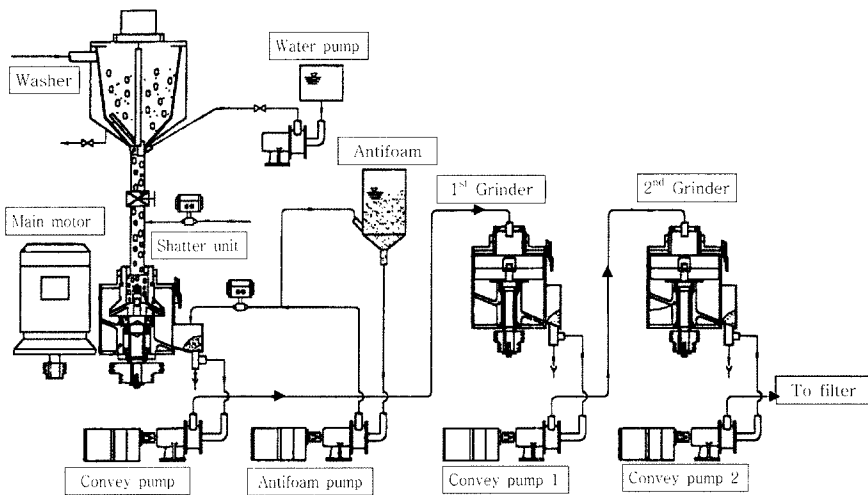 Water pump
Washer
Antifoam
1st Grinder
2nd Grinder
Main motor
Shatter unit
To filter
Convey pump
Antifoam pump
Convey pump 1
Convey pump 2